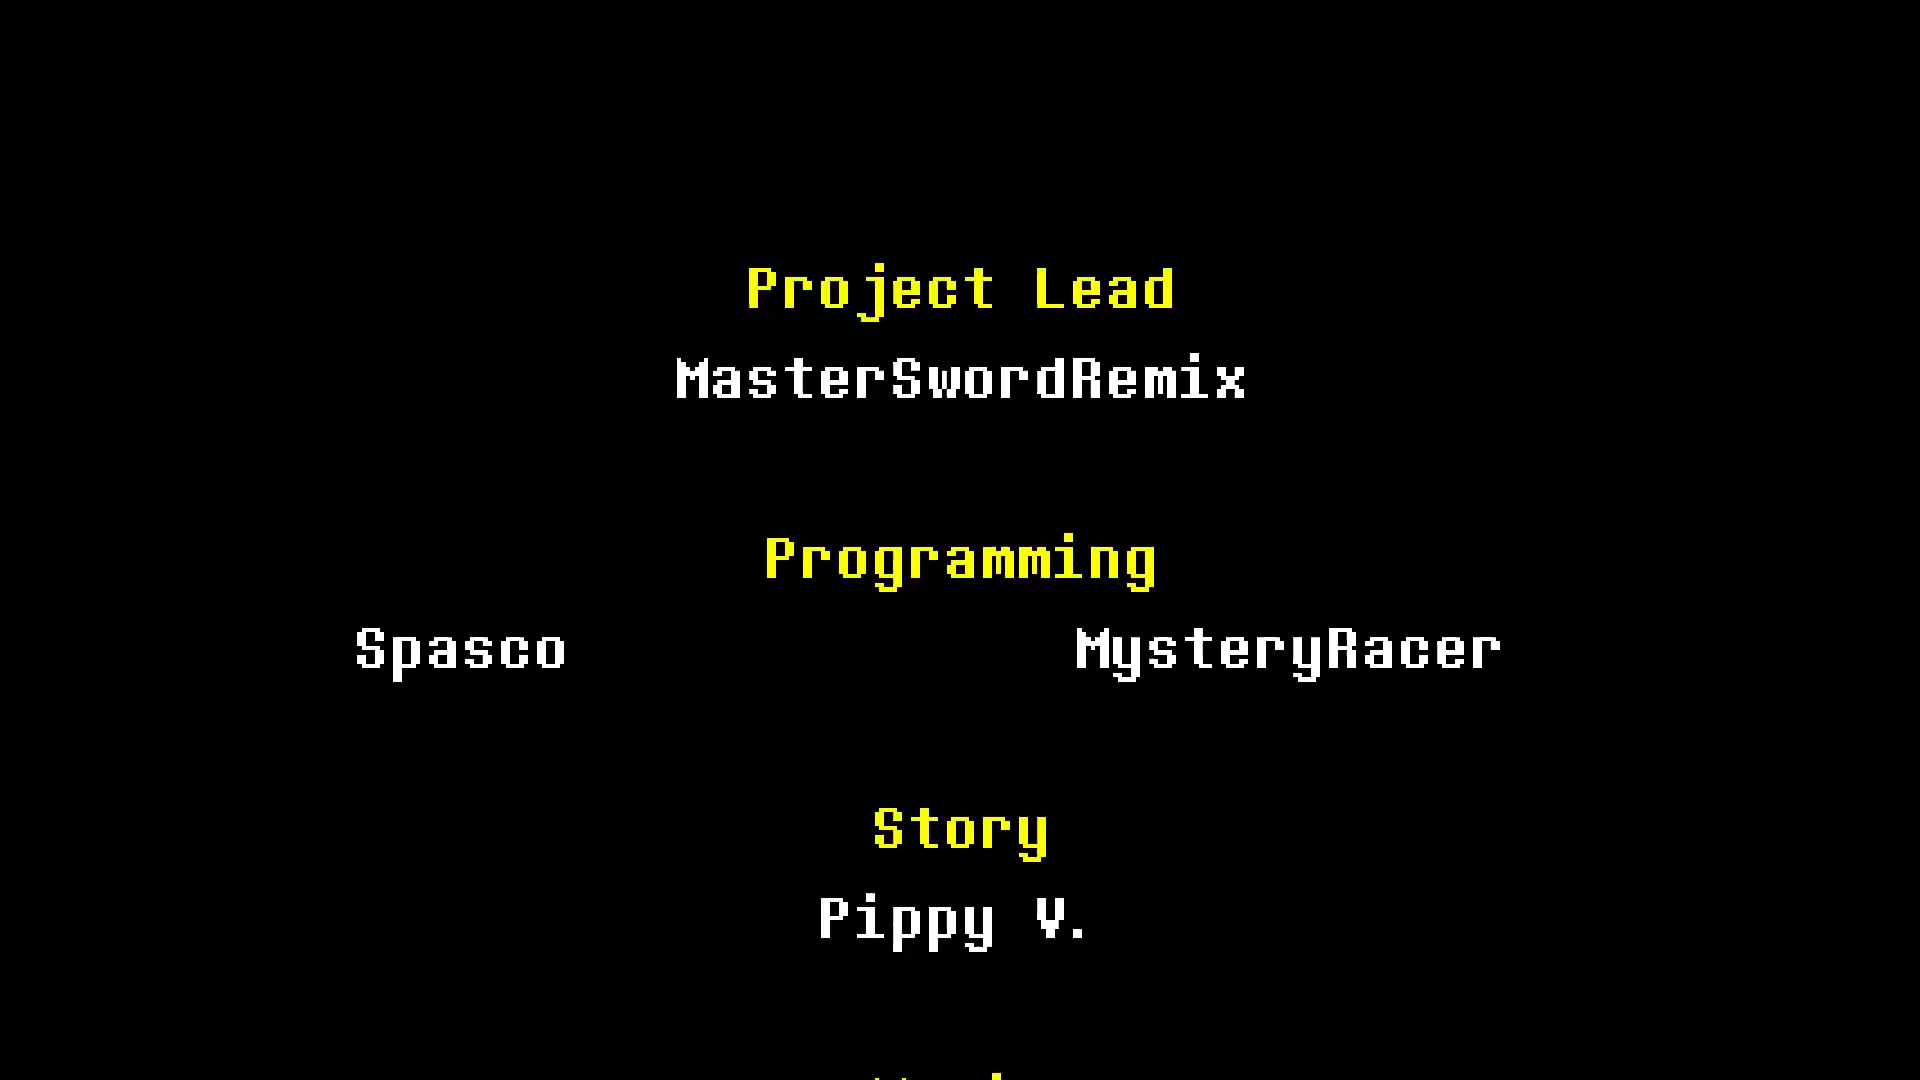 Project Lead
MasterSwordRemix
Programming
Spasco MysteryRacer
Story
Pippy V.